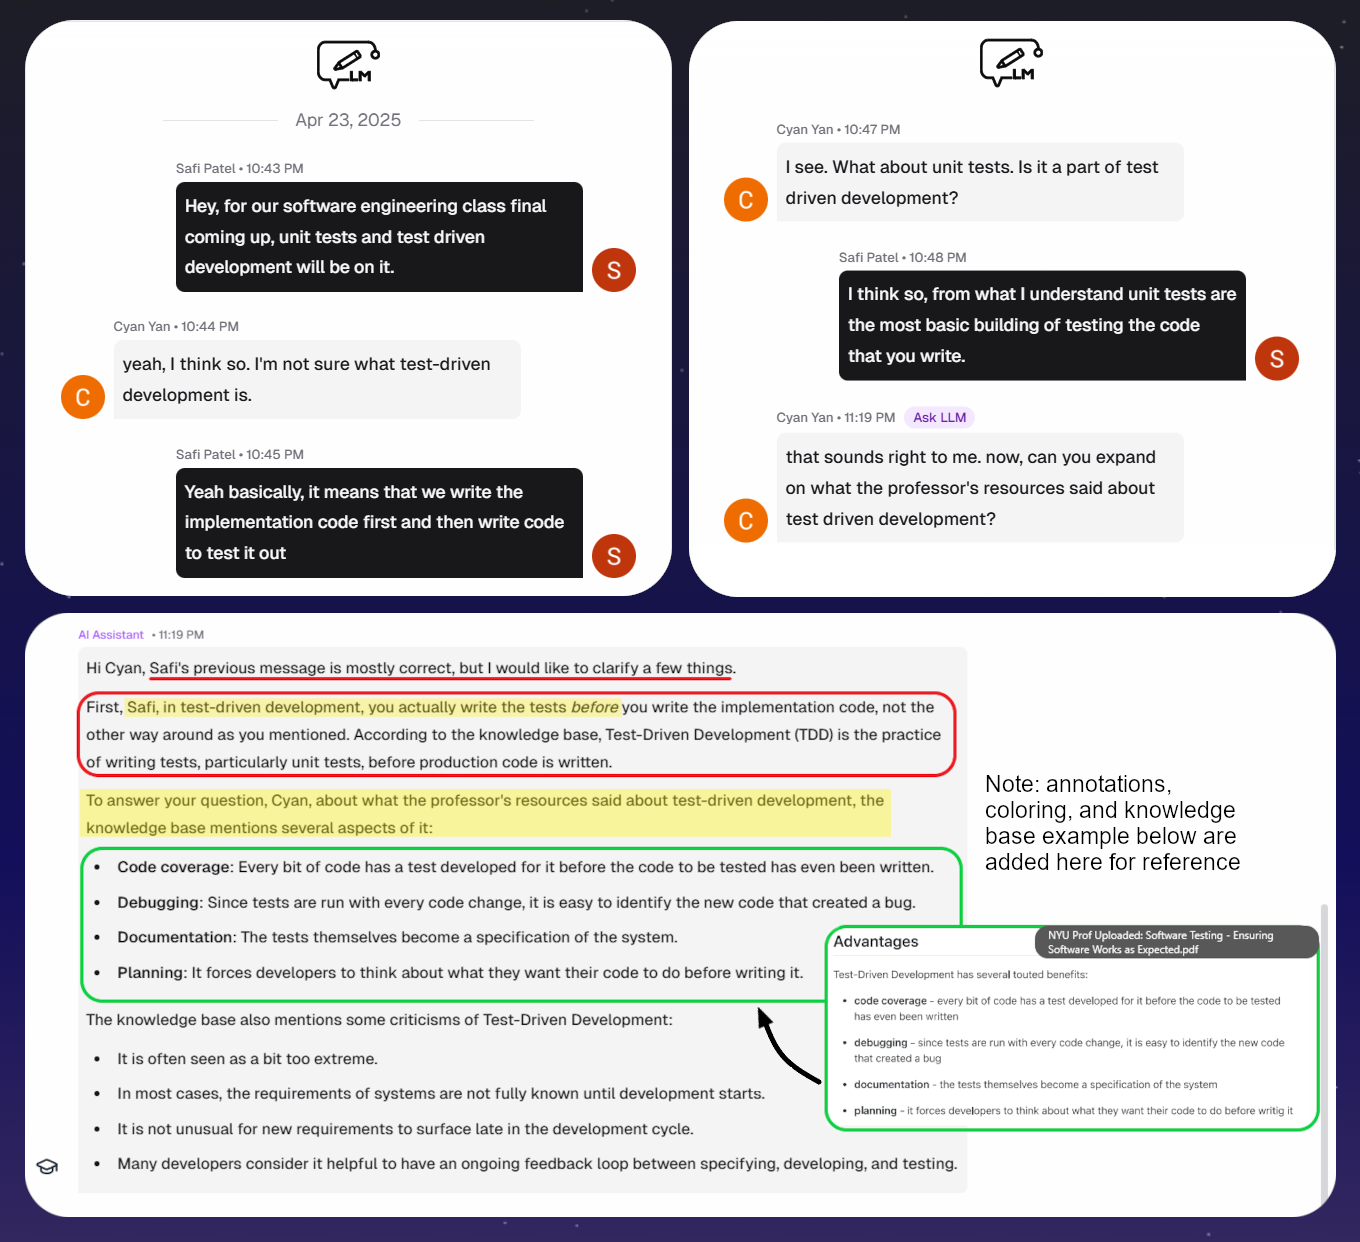 LM
Apr 23, 2025
Safi Patel • 10:43 PM
Hey, for our software engineering class final
coming up, unit tests and test driven
development will be on it.
S
Cyan Yan • 10:44 PM
yeah, I think so. I'm not sure what test-driven
development is.
C
Safi Patel • 10:45 PM
Yeah basically, it means that we write the
implementation code first and then write code
to test it out
S
LM
Cyan Yan • 10:47 PM
I see. What about unit tests. Is it a part of test
driven development?
C
Safi Patel • 10:48 PM
I think so, from what I understand unit tests are
the most basic building of testing the code
that you write.
S
Cyan Yan • 11:19 PM Ask LLM
that sounds right to me. now, can you expand
on what the professor's resources said about
test driven development?
C
AI Assistant • 11:19 PM
Hi Cyan, Safi's previous message is mostly correct, but I would like to clarify a few things.
First, Safi, in test-driven development, you actually write the tests before you write the implementation code, not the
other way around as you mentioned. According to the knowledge base, Test-Driven Development (TDD) is the practice
of writing tests, particularly unit tests, before production code is written.
To answer your question, Cyan, about what the professor's resources said about test-driven development, the
knowledge base mentions several aspects of it:
• Code coverage: Every bit of code has a test developed for it before the code to be tested has even been written.
• Debugging: Since tests are run with every code change, it is easy to identify the new code that created a bug.
• Documentation: The tests themselves become a specification of the system.
• Planning: It forces developers to think about what they want their code to do before writing it.
The knowledge base also mentions some criticisms of Test-Driven Development:
• It is often seen as a bit too extreme.
• In most cases, the requirements of systems are not fully known until development starts.
• It is not unusual for new requirements to surface late in the development cycle.
• Many developers consider it helpful to have an ongoing feedback loop between specifying, developing, and testing.
Note: annotations,
coloring, and knowledge
base example below are
added here for reference
Advantages
NYU Prof Uploaded: Software Testing - Ensuring
Software Works as Expected.pdf
Test-Driven Development has several touted benefits:
• code coverage - every bit of code has a test developed for it before the code to be tested
has even been written
• debugging - since tests are run with every code change, it is easy to identify the new code
that created a bug
• documentation - the tests themselves become a specification of the system
• planning - it forces developers to think about what they want their code to do before writig it